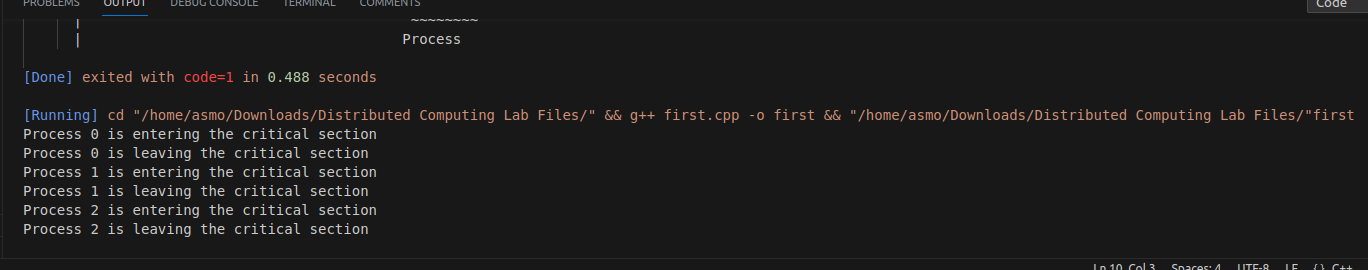 PROBLEMS OUTPUT DEBUG CONSOLE TERMINAL COMMENTS Code
| ~~~~~~~~
| Process
[Done] exited with code=1 in 0.488 seconds
[Running] cd "/home/asmo/Downloads/Distributed Computing Lab Files/" && g++ first.cpp -o first && "/home/asmo/Downloads/Distributed Computing Lab Files/"first
Process 0 is entering the critical section
Process 0 is leaving the critical section
Process 1 is entering the critical section
Process 1 is leaving the critical section
Process 2 is entering the critical section
Process 2 is leaving the critical section
Ln 10, Col 3 Spaces: 4 UTF-8 LF {} C++